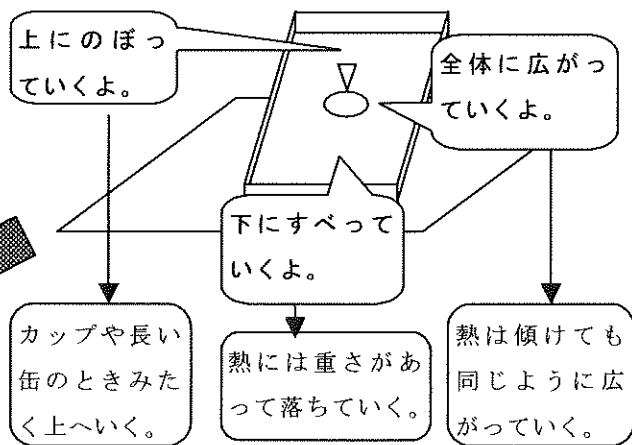 上にのぼっ
ていくよ。
全体に広がっ
ていくよ。
下にすべって
いくよ。
カップや長い
缶のときみた
く上へいく。
熱には重さがあ
って落ちていく。
熱は傾けても
同じように広
がっていく。